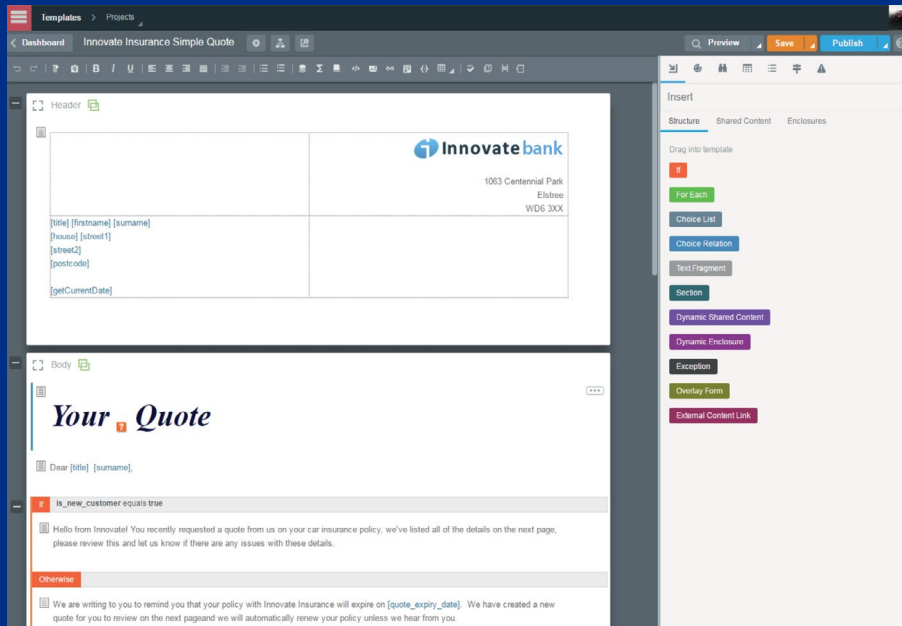 Templates > Projects
< Dashboard Innovate Insurance Simple Quote
Preview Save Publish
Header
Innovatebank
1063 Centennial Park
Elstree
WD6 3XX
[title] [firstname] [surname]
[house] [street1]
[street2]
[postcode]
[getCurrentDate]
Body
Your ? Quote
Dear [title] [surname],
If is_new_customer equals true
Hello from Innovate! You recently requested a quote from us on your car insurance policy, we've listed all of the details on the next page,
please review this and let us know if there are any issues with these details.
Otherwise
We are writing to you to remind you that your policy with Innovate Insurance will expire on [quote_expiry_date]. We have created a new
quote for you to review on the next pageand we will automatically renew your policy unless we hear from you.
Insert
Structure Shared Content Enclosures
Drag into template
If
For Each
Choice List
Choice Relation
Text Fragment
Section
Dynamic Shared Content
Dynamic Enclosure
Exception
Overlay Form
External Content Link